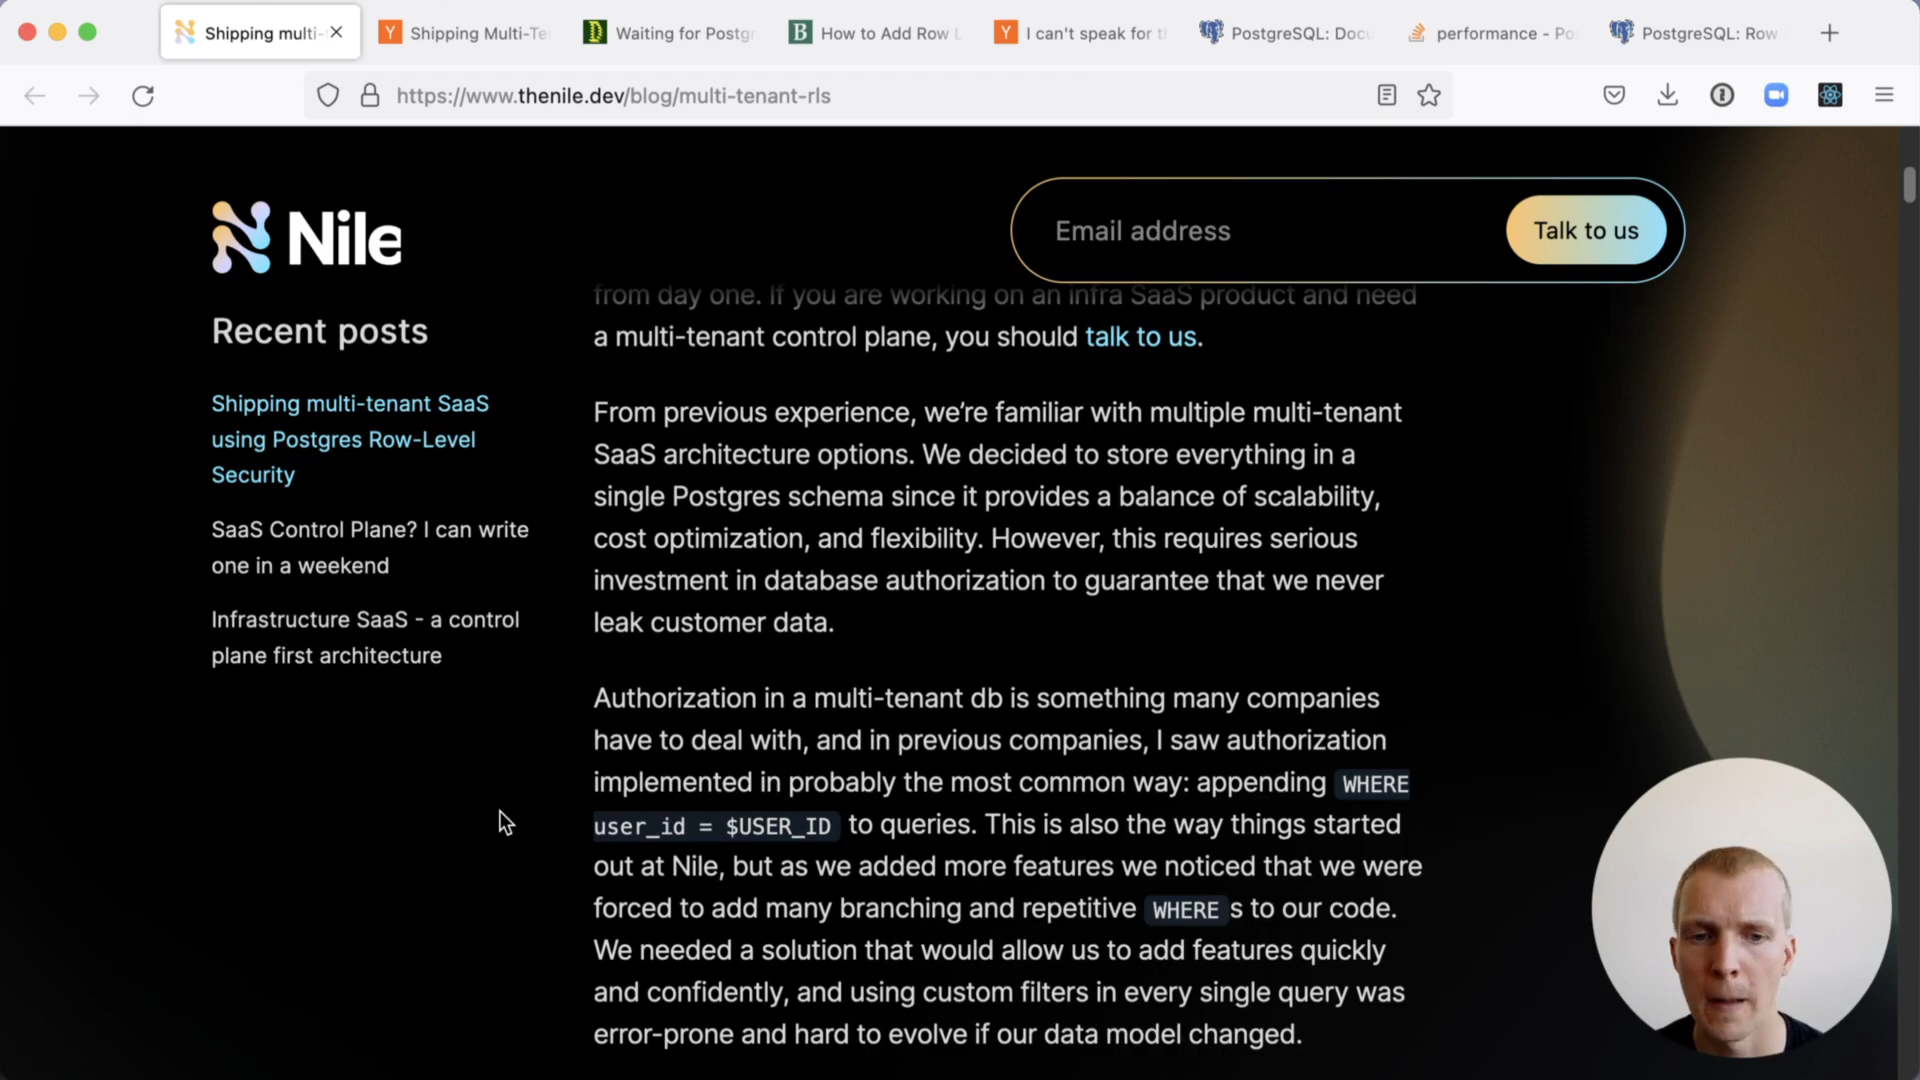 Shipping multi-
Shipping Multi-Te
Waiting for Postgr
How to Add Row L
I can't speak for t
PostgreSQL: Docu
performance - Po
PostgreSQL: Row
https://www.thenile.dev/blog/multi-tenant-rls
Nile
Email address
Talk to us
Recent posts
Shipping multi-tenant SaaS
using Postgres Row-Level
Security
SaaS Control Plane? I can write
one in a weekend
Infrastructure SaaS - a control
plane first architecture
from day one. If you are working on an infra SaaS product and need
a multi-tenant control plane, you should talk to us.
From previous experience, we’re familiar with multiple multi-tenant
SaaS architecture options. We decided to store everything in a
single Postgres schema since it provides a balance of scalability,
cost optimization, and flexibility. However, this requires serious
investment in database authorization to guarantee that we never
leak customer data.
Authorization in a multi-tenant db is something many companies
have to deal with, and in previous companies, I saw authorization
implemented in probably the most common way: appending WHERE
user_id = $USER_ID to queries. This is also the way things started
out at Nile, but as we added more features we noticed that we were
forced to add many branching and repetitive WHERE s to our code.
We needed a solution that would allow us to add features quickly
and confidently, and using custom filters in every single query was
error-prone and hard to evolve if our data model changed.